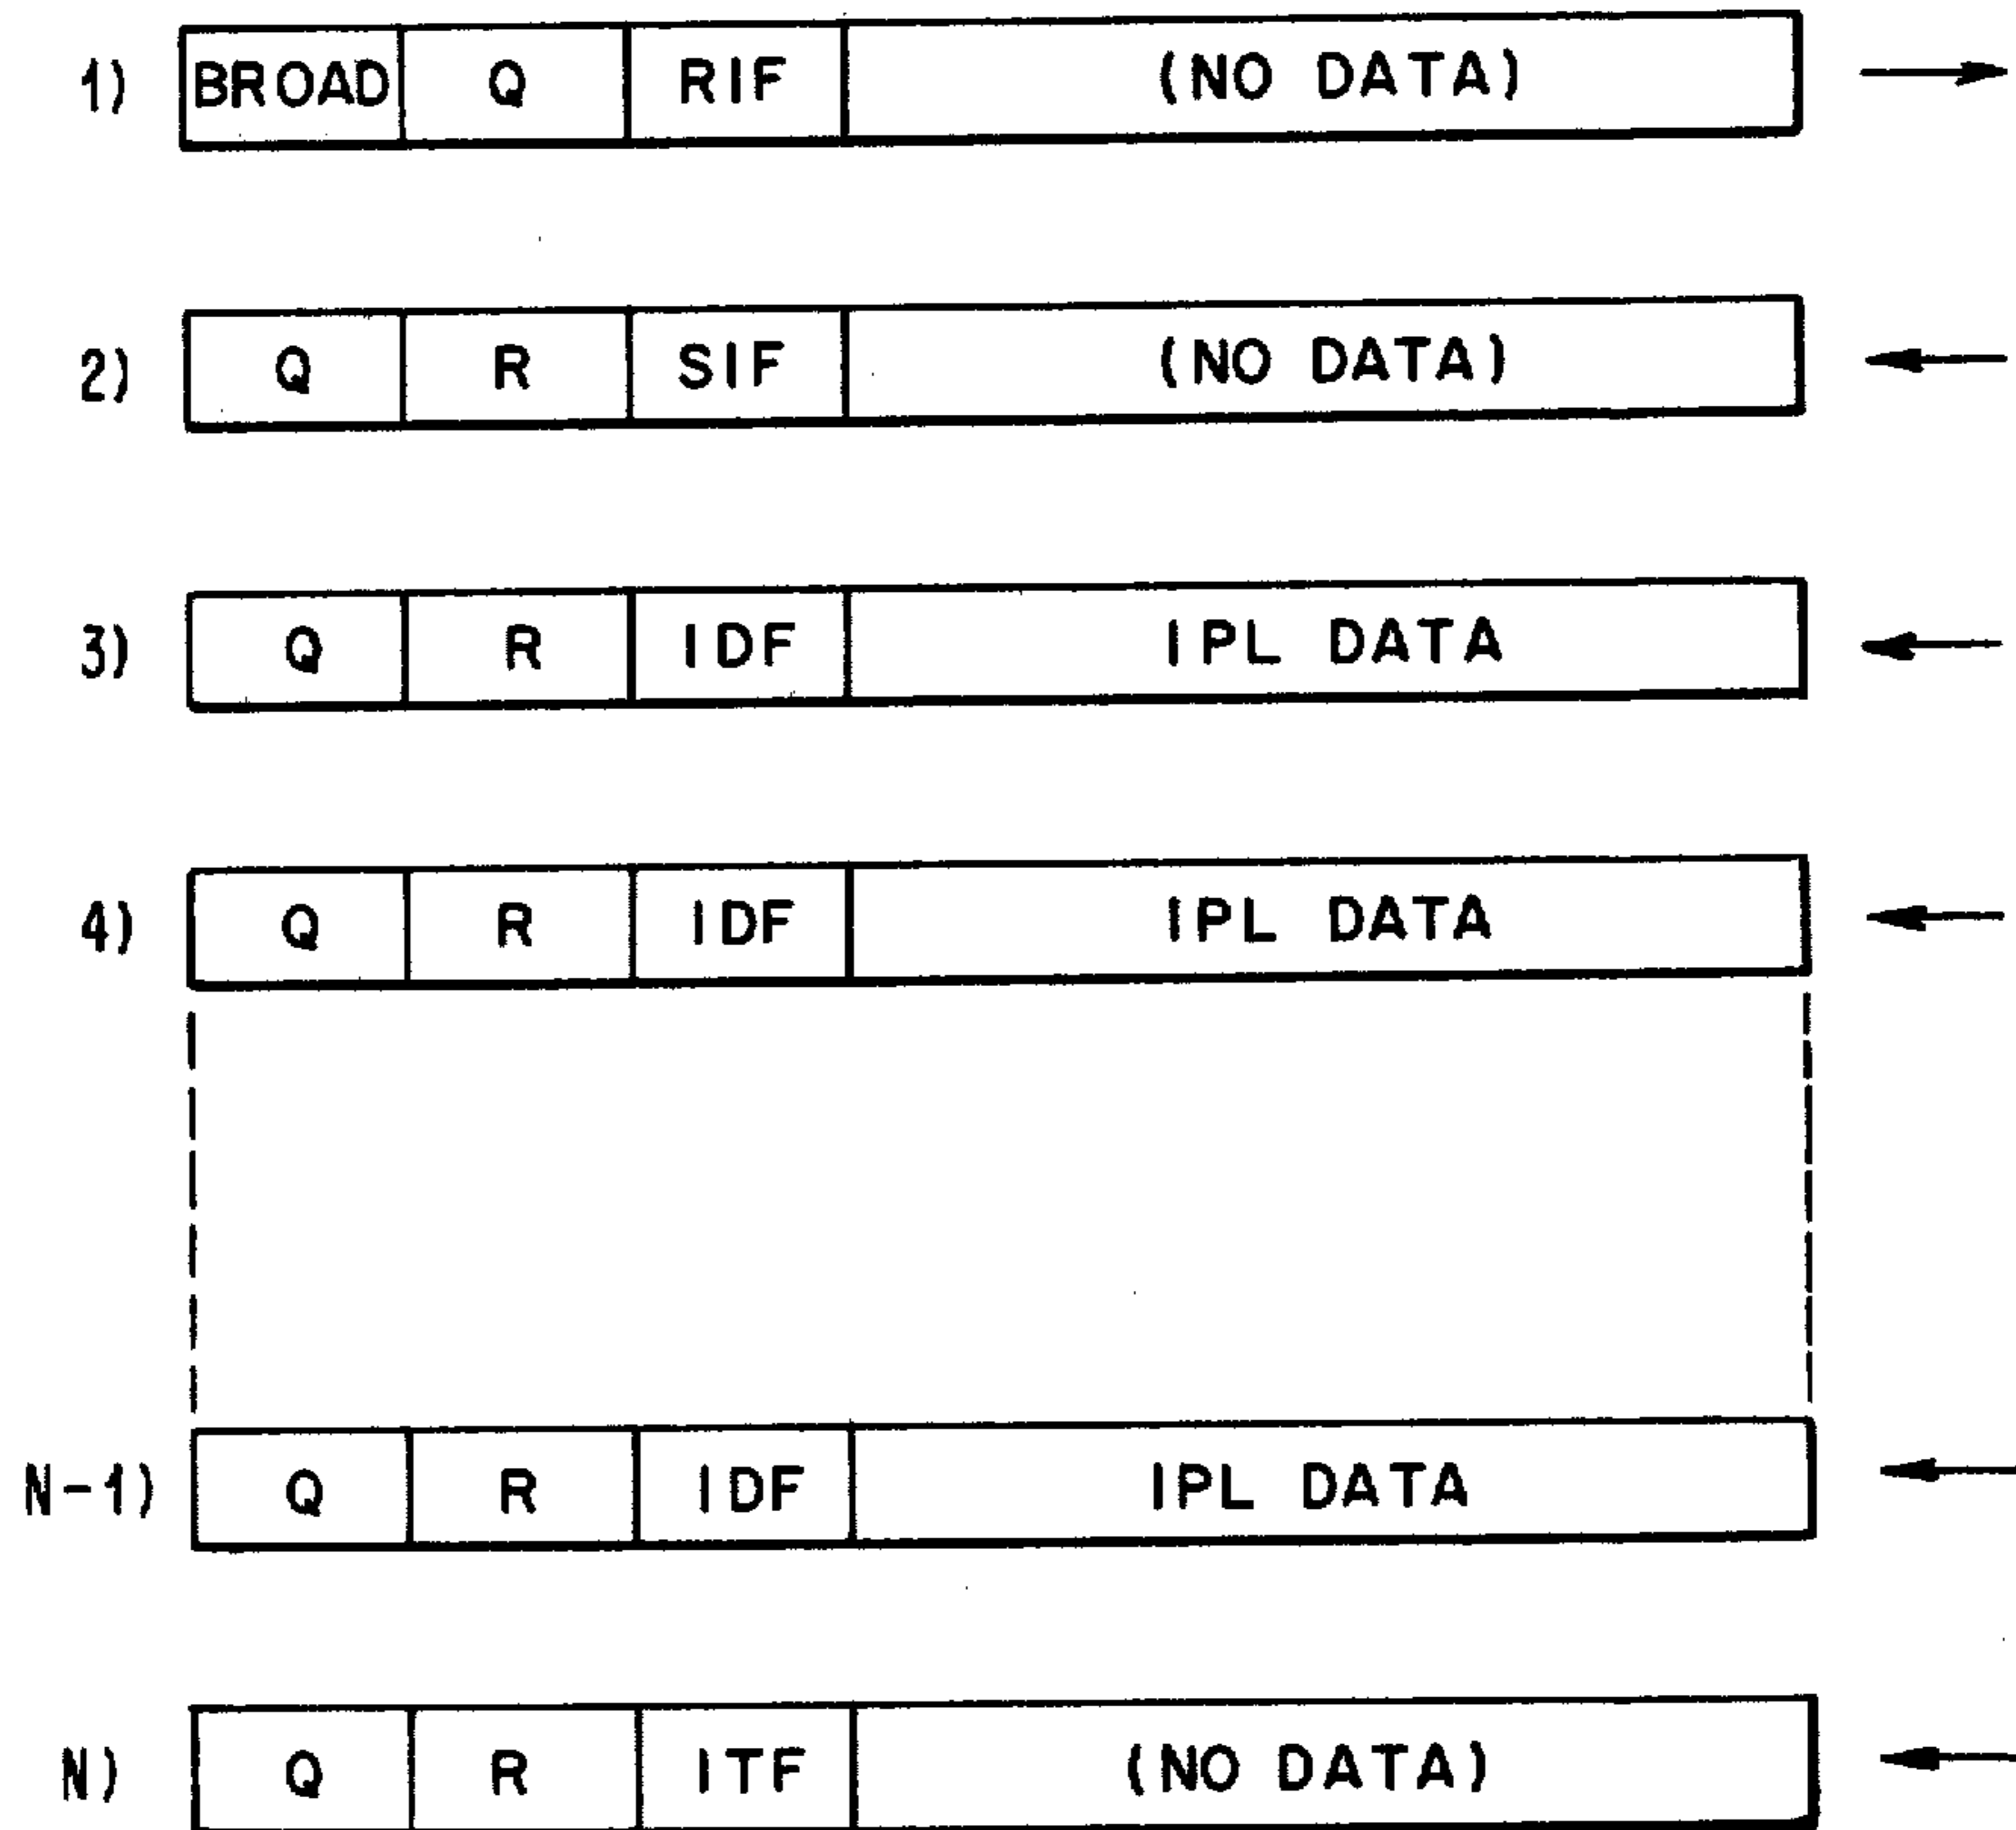 1) BROAD Q RIF (NO DATA)
2) Q R SIF (NO DATA)
3) Q R IDF IPL DATA
4) Q R IDF IPL DATA
N-1) Q R IDF IPL DATA
N) Q R ITF (NO DATA)